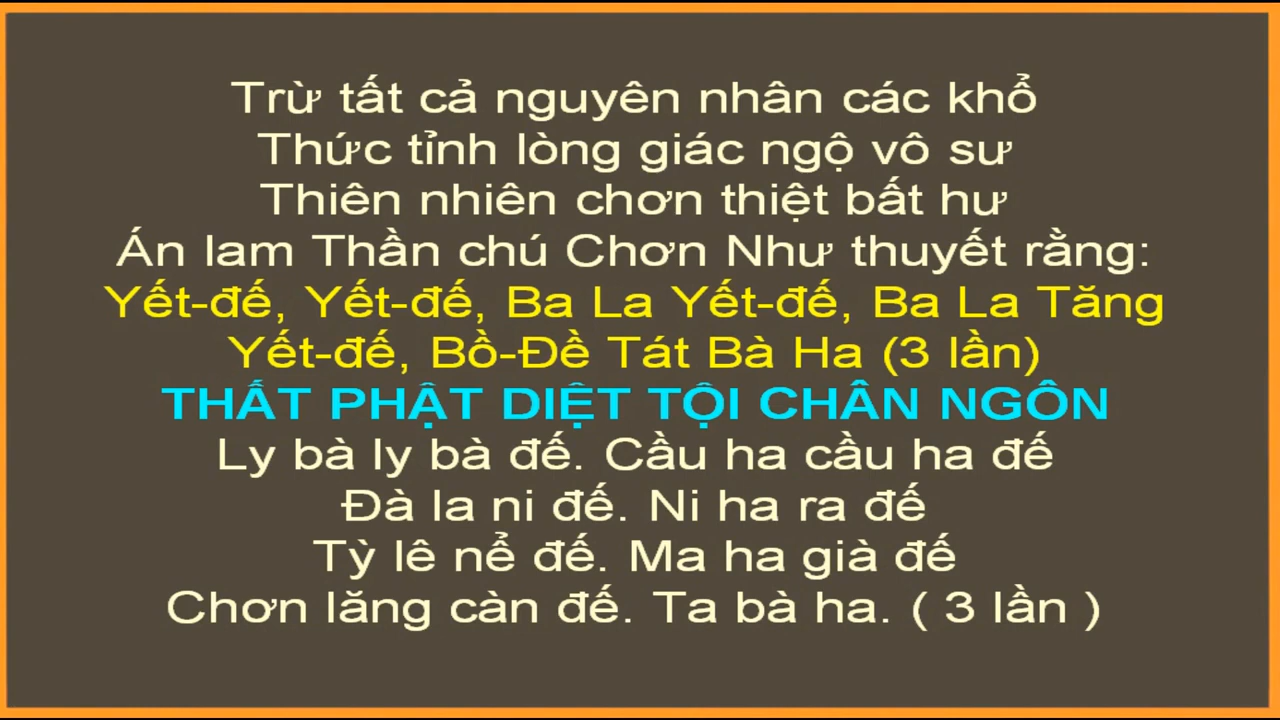 Trừ tất cả nguyên nhân các khổ
Thức tỉnh lòng giác ngộ vô sư
Thiên nhiên chơn thiệt bất hư
Án lam Thần chú Chơn Như thuyết rằng:
Yết-đế, Yết-đế, Ba La Yết-đế, Ba La Tăng
Yết-đế, Bồ-Đề Tát Bà Ha (3 lần)
THẤT PHẬT DIỆT TỘI CHÂN NGÔN
Ly bà ly bà đế. Cầu ha cầu ha đế
Đà la ni đế. Ni ha ra đế
Tỳ lê nể đế. Ma ha già đế
Chơn lăng càn đế. Ta bà ha. ( 3 lần )